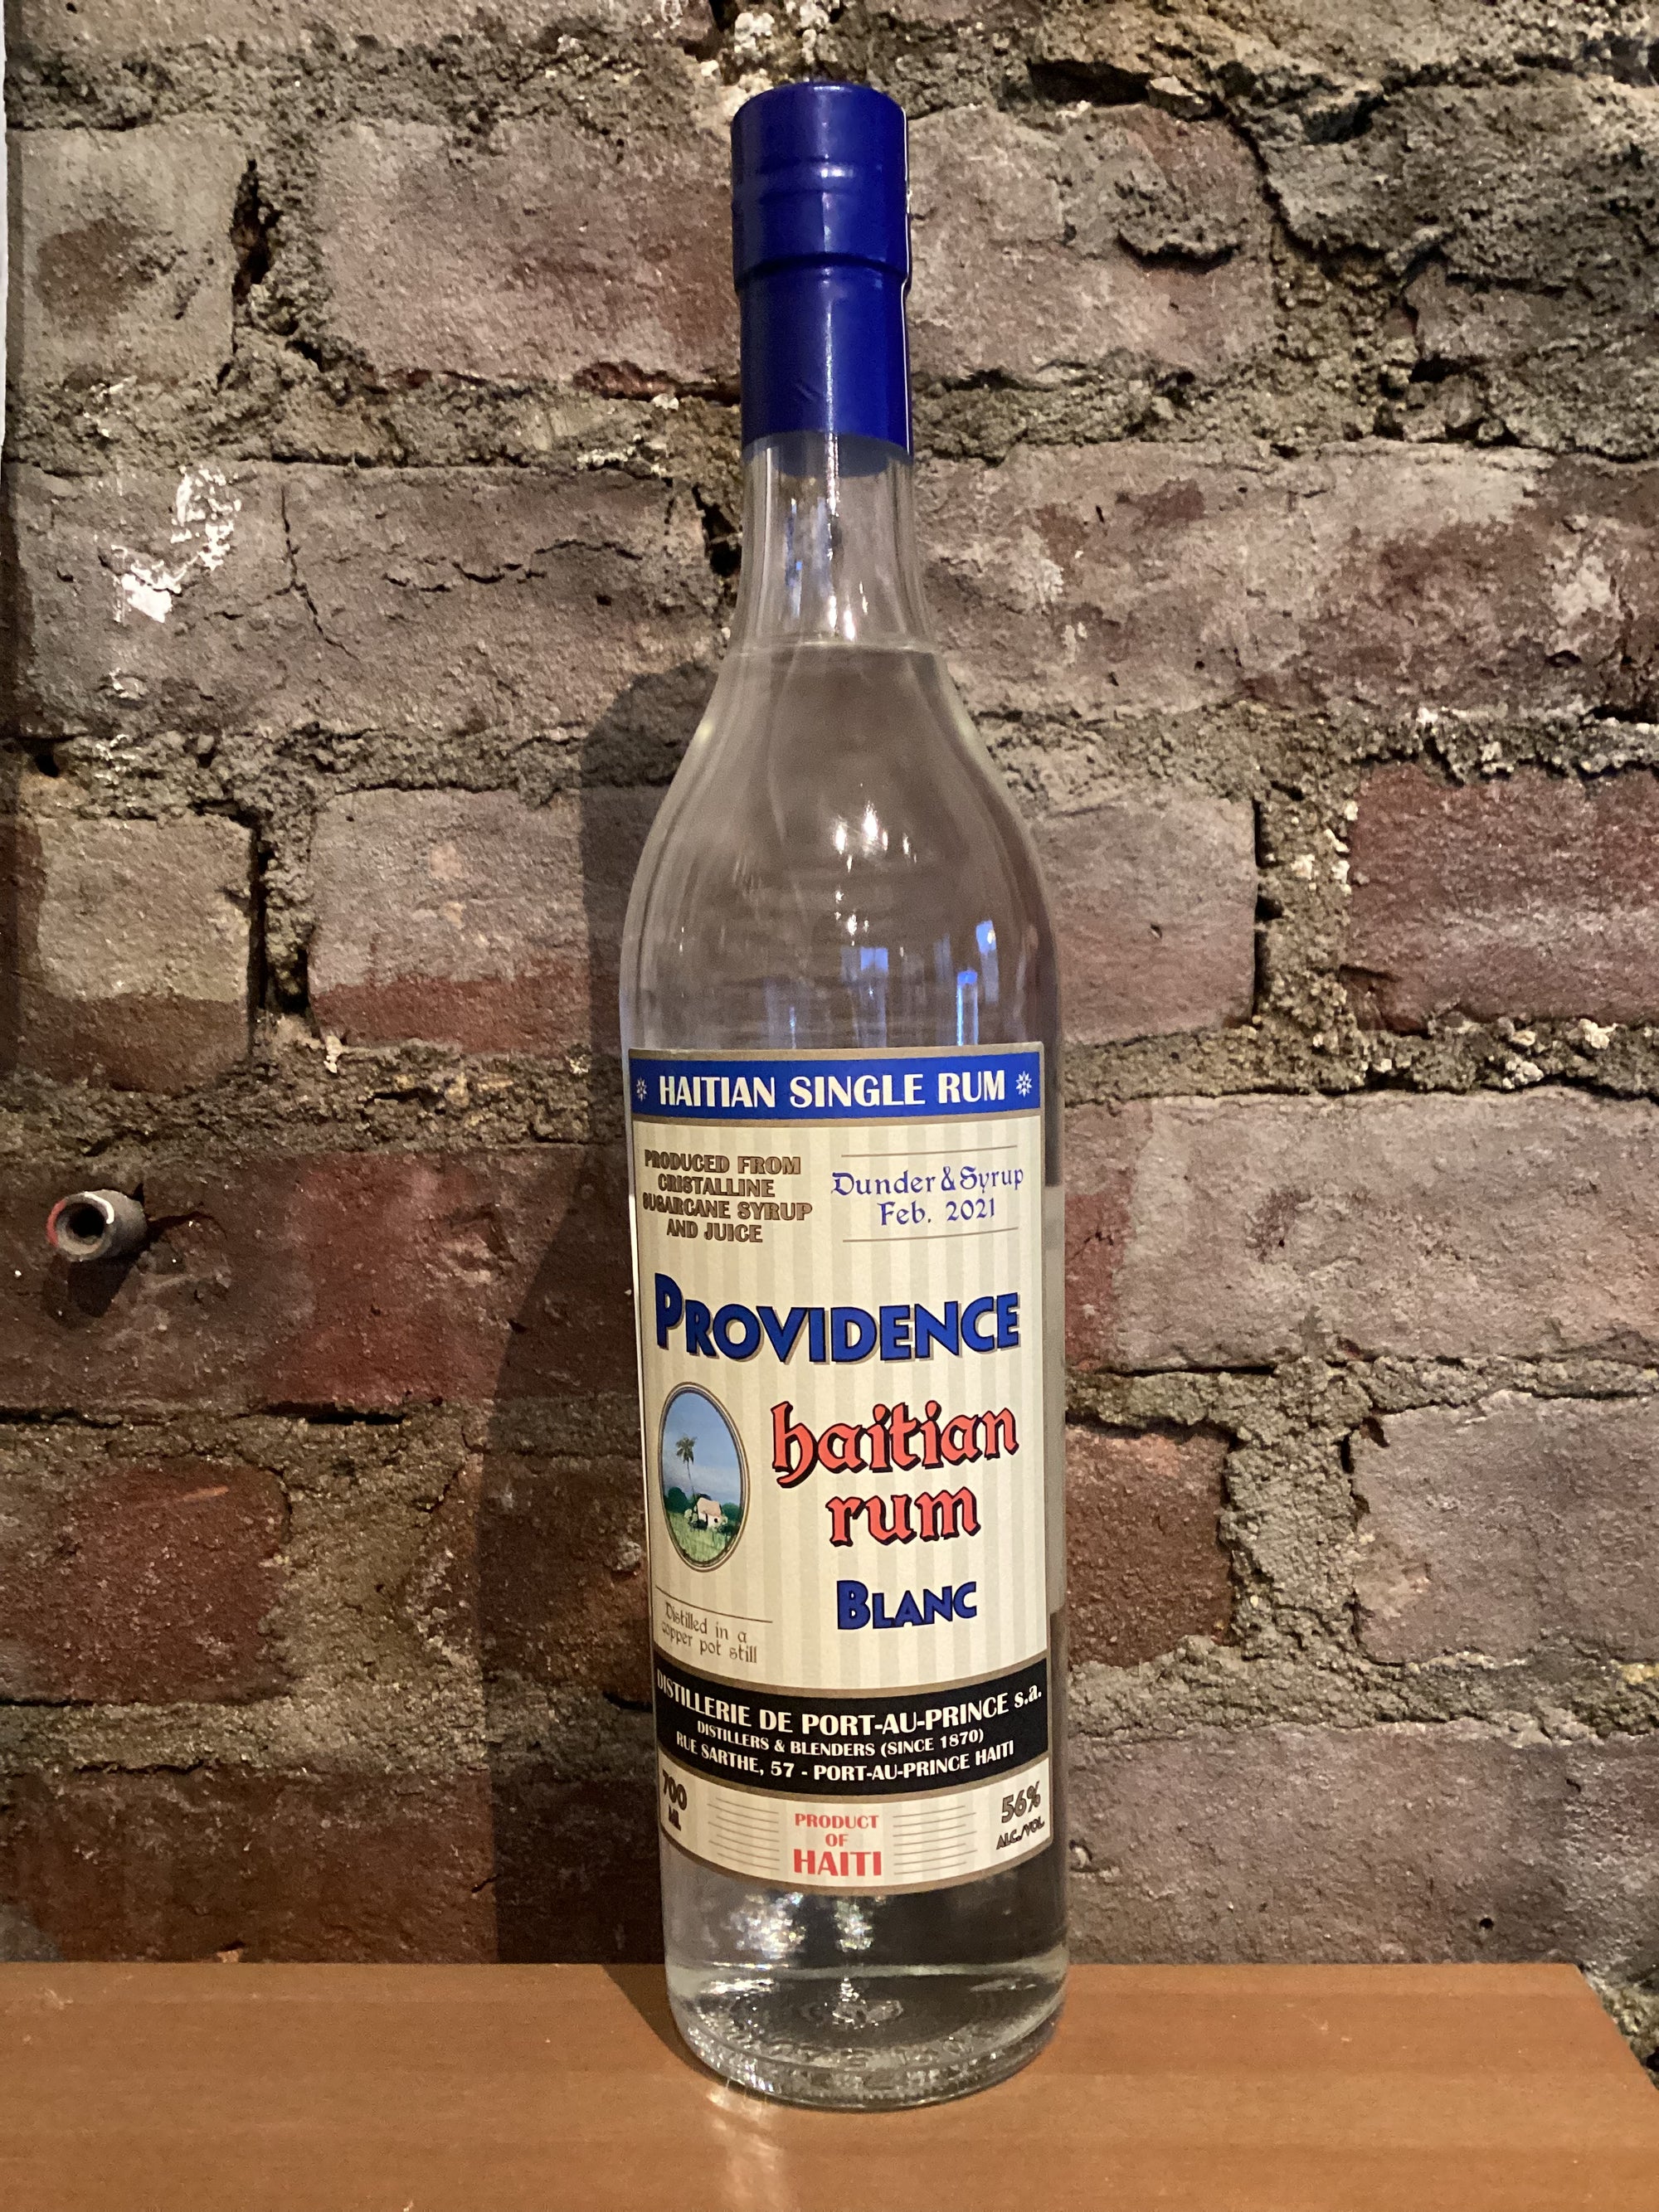 HAITIAN SINGLE RUM
PRODUCED FROM
CRISTALLINE
SUGARCANE SYRUP
AND JUICE
Dunder & Syrup
Feb. 2021
PROVIDENCE
haitian
rum
BLANC
Distilled in a
copper pot still
DISTILLERIE DE PORT-AU-PRINCE s.a.
DISTILLERS & BLENDERS (SINCE 1870)
RUE SARTHE, 57 - PORT-AU-PRINCE HAITI
700
ML
PRODUCT
OF
HAITI
56%
ALC./VOL